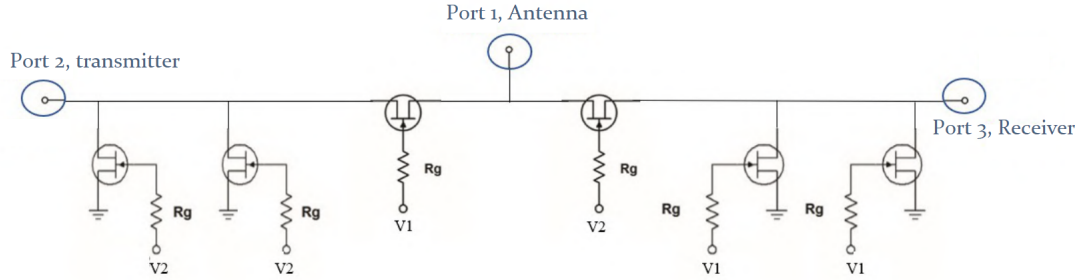 Port 1, Antenna
Port 2, transmitter
Port 3, Receiver
Rg
Rg
Rg
Rg
Rg
Rg
V1
V2
V2
V2
V1
V1